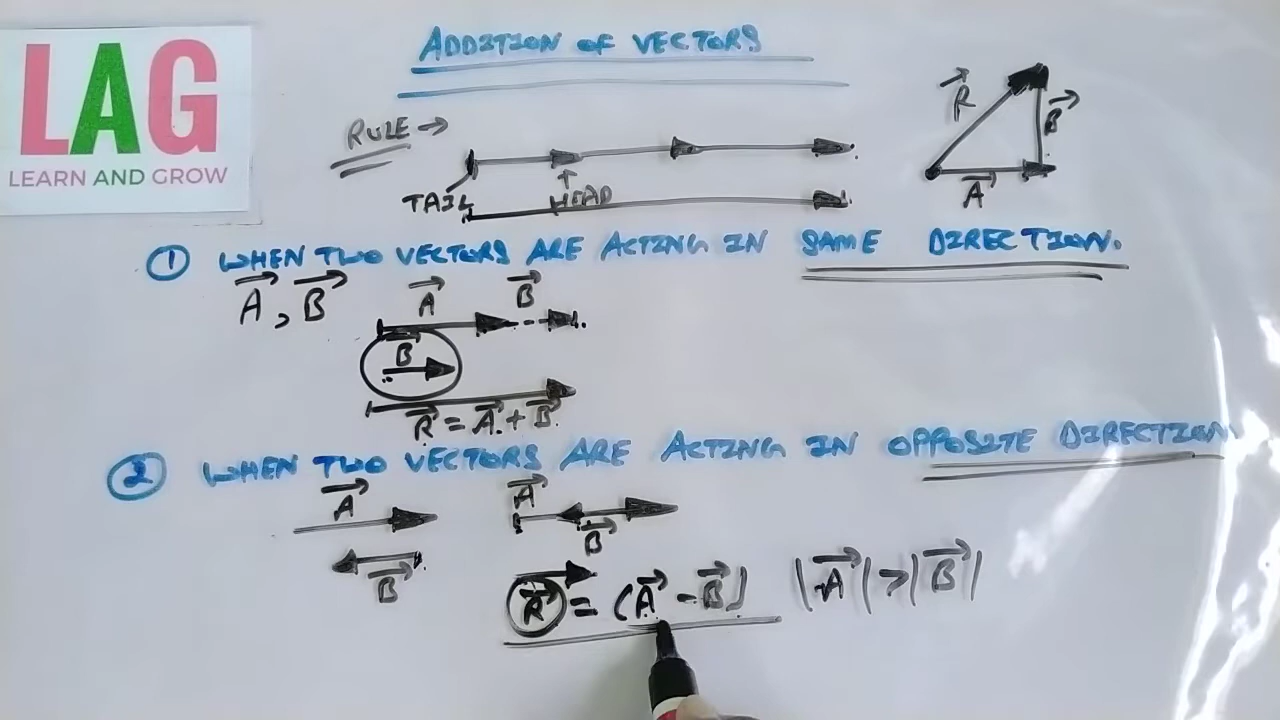 LAG
LEARN AND GROW
ADDITION OF VECTORS
RULE →
TAIL
HEAD
R⃗
B⃗
A⃗
① WHEN TWO VECTORS ARE ACTING IN SAME DIRECTION.
A⃗, B⃗
A⃗ B⃗
B⃗
R⃗ = A⃗ + B⃗
② WHEN TWO VECTORS ARE ACTING IN OPPOSITE DIRECTION
A⃗ A⃗
B⃗ B⃗
R⃗ = (A⃗ - B⃗) |A⃗| > |B⃗|